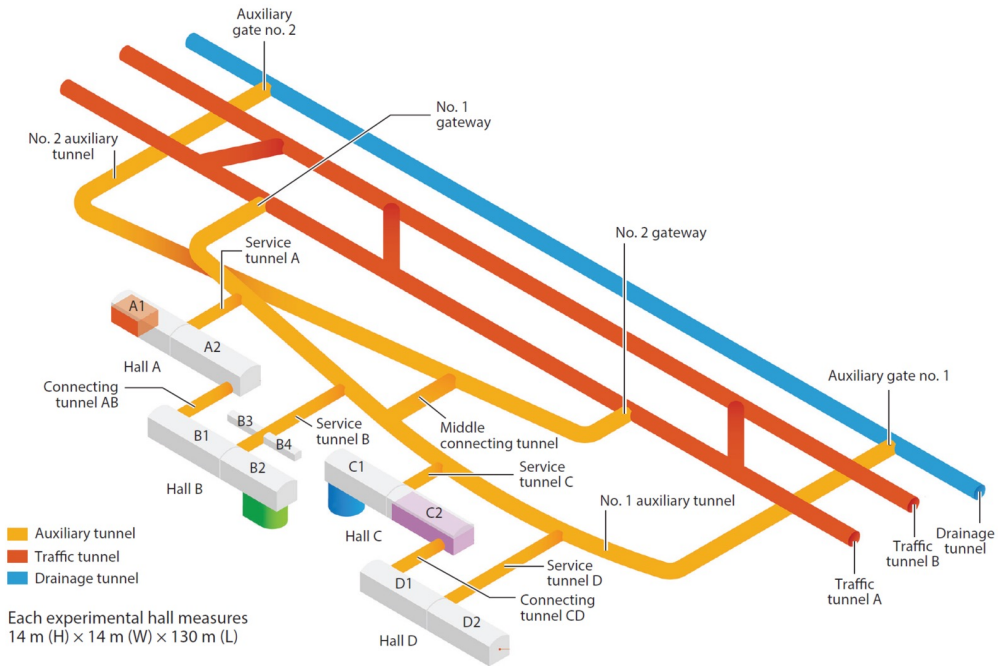 Auxiliary
gate no. 2
No. 1
gateway
No. 2 auxiliary
tunnel
Service
tunnel A
No. 2 gateway
A1
A2
Hall A
Auxiliary gate no. 1
Connecting
tunnel AB
B1
B2
B3
B4
Hall B
Service
tunnel B
Middle
connecting tunnel
C1
C2
Hall C
Service
tunnel C
No. 1 auxiliary tunnel
Drainage
tunnel
Traffic
tunnel B
Traffic
tunnel A
Service
tunnel D
Connecting
tunnel CD
D1
D2
Hall D
Auxiliary tunnel
Traffic tunnel
Drainage tunnel
Each experimental hall measures
14 m (H) × 14 m (W) × 130 m (L)